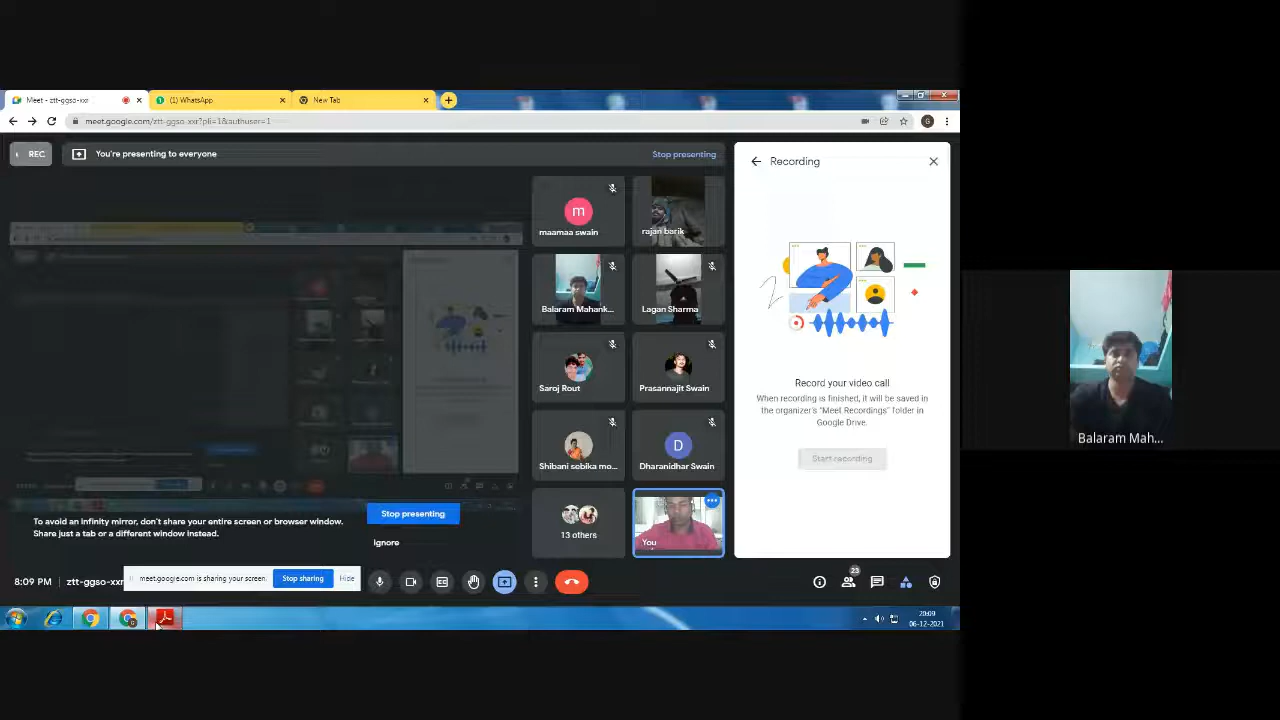 Meet - ztt-ggso-xxr
(1) WhatsApp
New Tab
meet.google.com/ztt-ggso-xxr?pli=1&authuser=1
G
REC
You're presenting to everyone
Stop presenting
Recording
m
maamaa swain
rajan barik
Balaram Mahank...
Lagan Sharma
Saroj Rout
Prasannajit Swain
Shibani sobika mo...
D
Dharanidhar Swain
13 others
You
Record your video call
When recording is finished, it will be saved
in the organizer's "Meet Recordings" folder in
Google Drive.
Start recording
To avoid an infinity mirror, don't share your entire screen or browser window.
Share just a tab or a different window instead.
Stop presenting
Ignore
8:09 PM
ztt-ggso-xxr
meet.google.com is sharing your screen.
Stop sharing
Hide
23
20:09
06-12-2021
Balaram Mah...